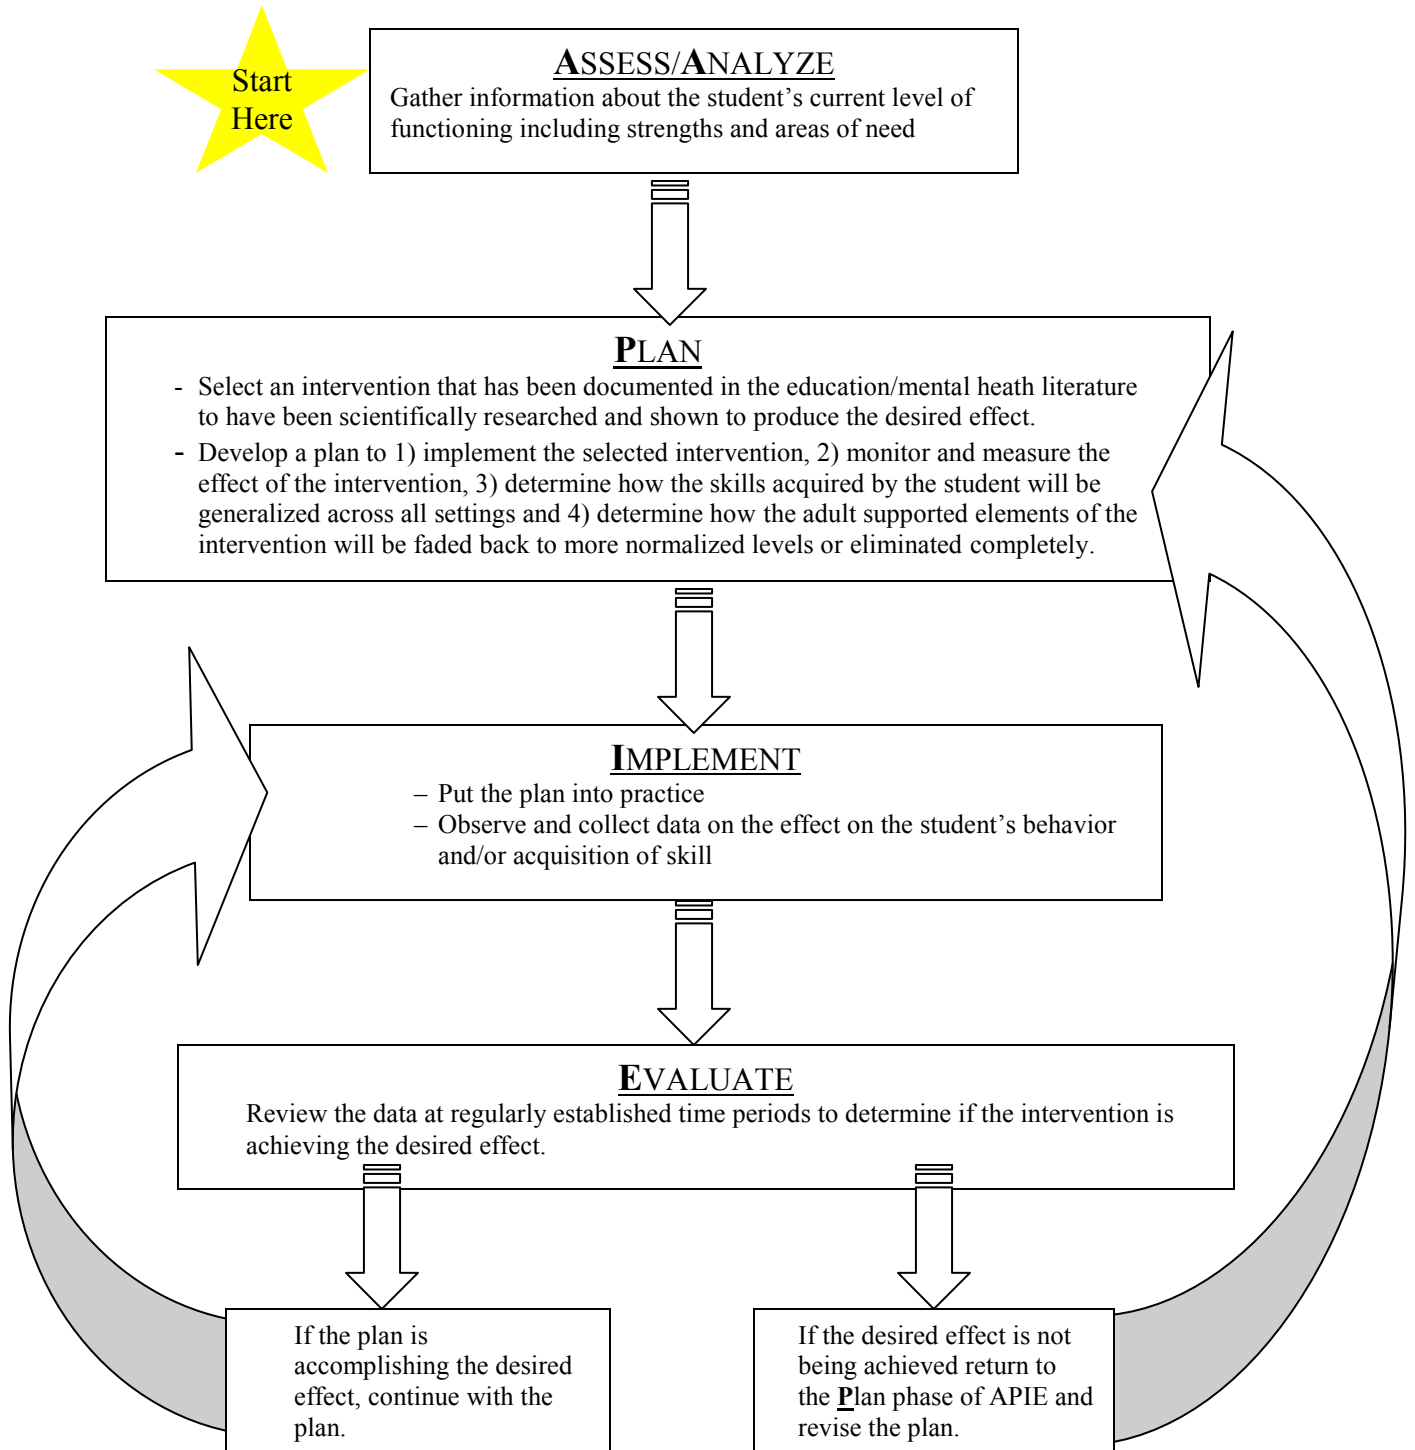 Start
Here
ASSESS/ANALYZE
Gather information about the student’s current level of
functioning including strengths and areas of need
PLAN
- Select an intervention that has been documented in the education/mental heath literature
to have been scientifically researched and shown to produce the desired effect.
- Develop a plan to 1) implement the selected intervention, 2) monitor and measure the
effect of the intervention, 3) determine how the skills acquired by the student will be
generalized across all settings and 4) determine how the adult supported elements of the
intervention will be faded back to more normalized levels or eliminated completely.
IMPLEMENT
– Put the plan into practice
– Observe and collect data on the effect on the student’s behavior
and/or acquisition of skill
EVALUATE
Review the data at regularly established time periods to determine if the intervention is
achieving the desired effect.
If the plan is
accomplishing the desired
effect, continue with the
plan.
If the desired effect is not
being achieved return to
the Plan phase of APIE and
revise the plan.